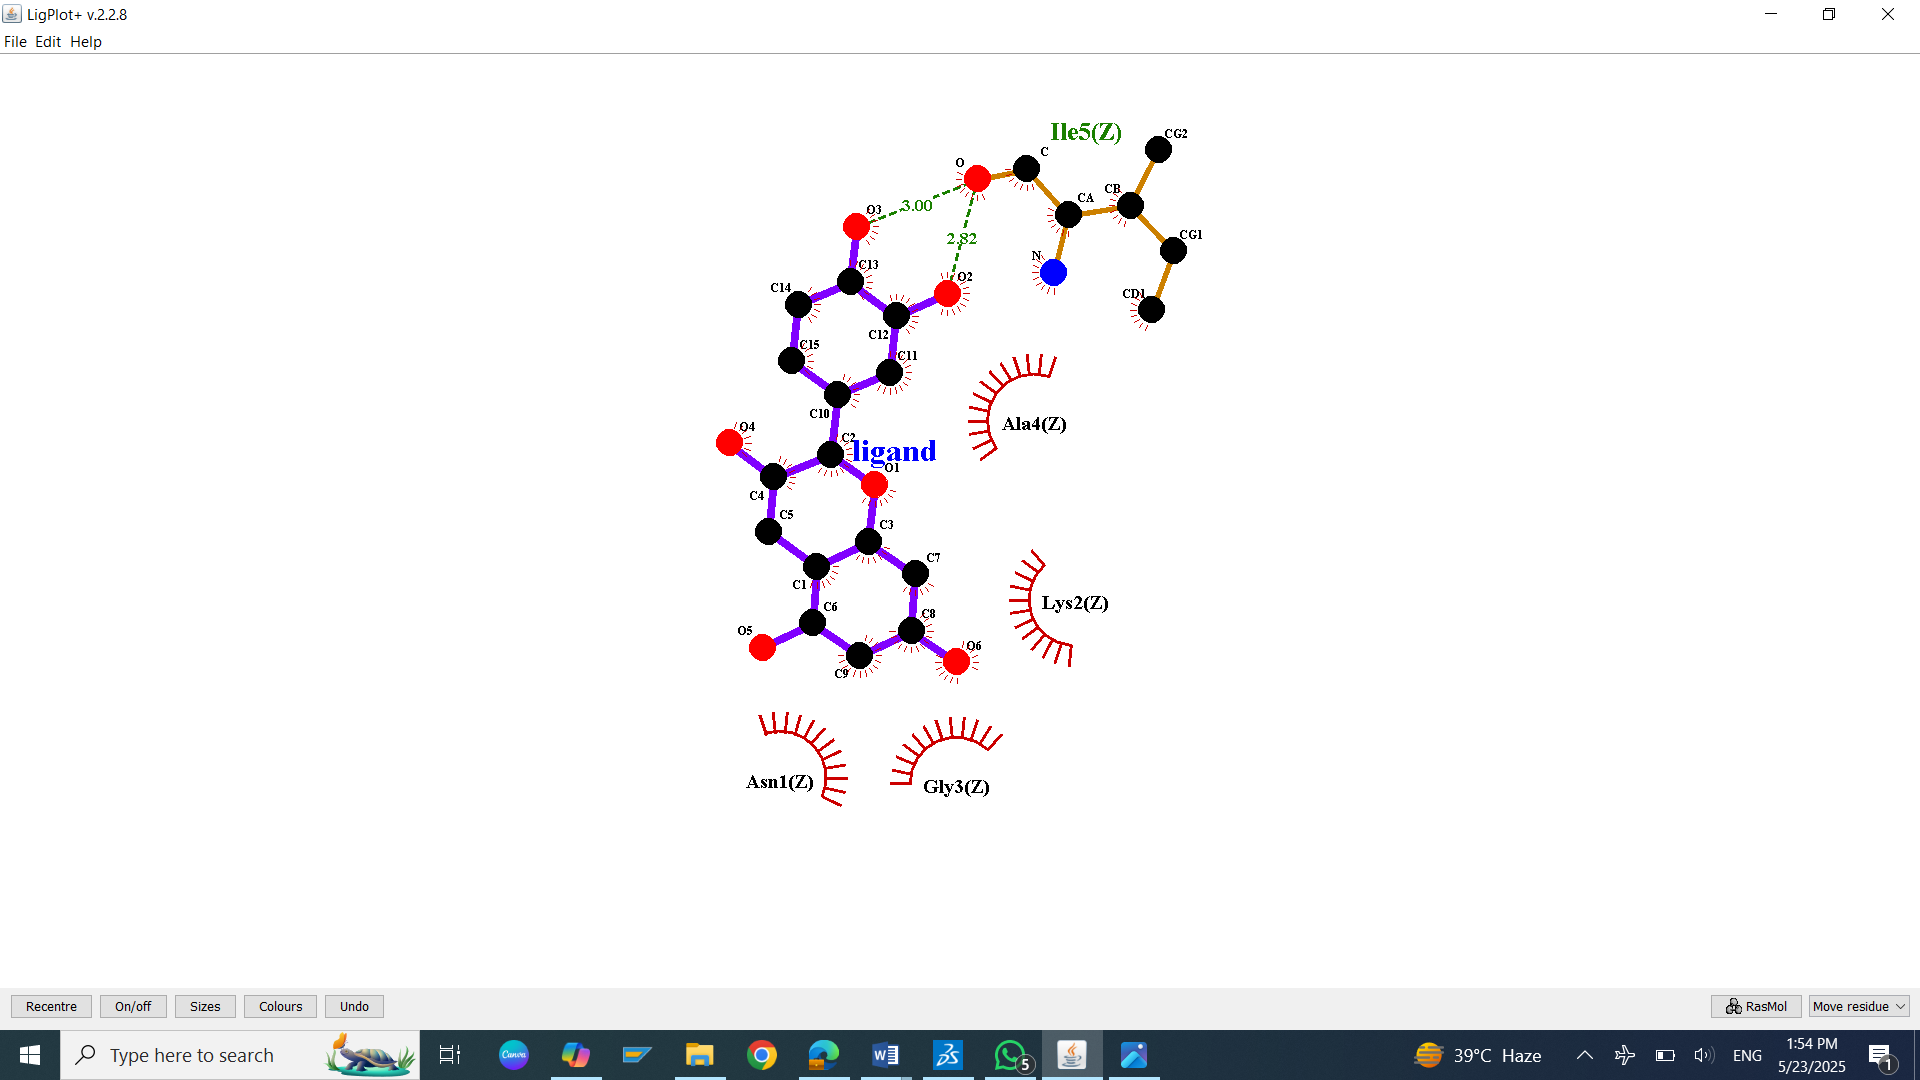 LigPlot+ v.2.2.8
File Edit Help
Ile5(Z)
CG2
C
O
CB
CA
O3
3.00
CG1
2.82
N
C13
O2
C14
CD1
C12
C15
C11
C10
Ala4(Z)
O4
C2
ligand
O1
C4
C5
C3
C7
C1
Lys2(Z)
C6
C8
O5
O6
C9
Asn1(Z)
Gly3(Z)
Recentre On/off Sizes Colours Undo RasMol Move residue
Type here to search
Canva
5
39°C Haze
ENG
1:54 PM
5/23/2025
1